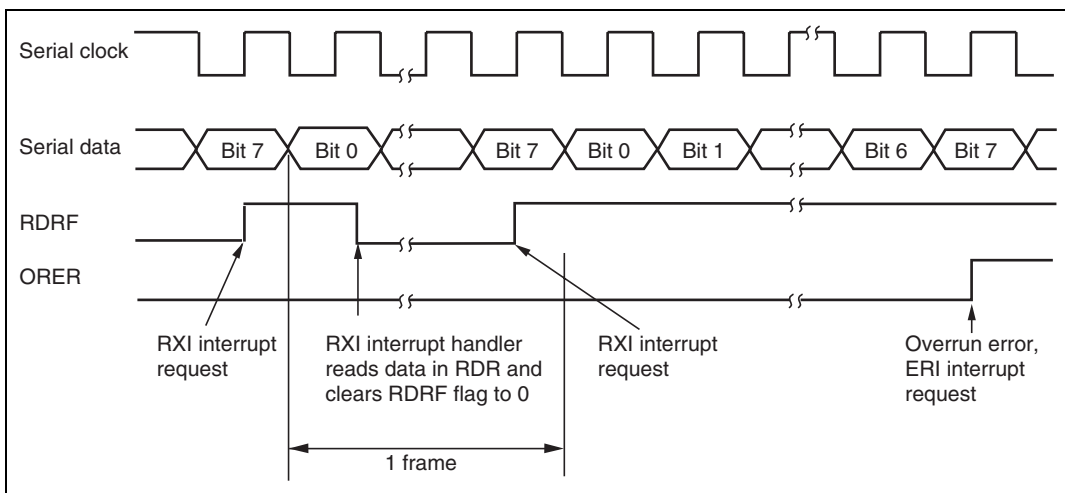 Serial clock
Serial data
Bit 7
Bit 0
Bit 7
Bit 0
Bit 1
Bit 6
Bit 7
RDRF
ORER
RXI interrupt
request
RXI interrupt handler
reads data in RDR and
clears RDRF flag to 0
RXI interrupt
request
Overrun error,
ERI interrupt
request
1 frame